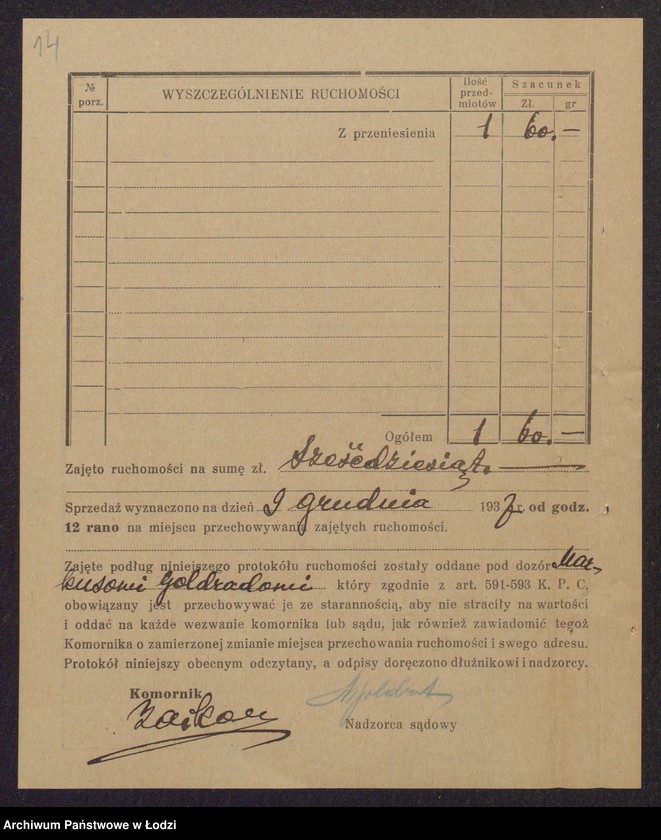 14
№ porz.
WYSZCZEGÓLNIENIE RUCHOMOŚCI
Ilość przed-miotów
Szacunek
Zł. gr
Z przeniesienia 1 60.—
Ogółem 1 60.—
Zajęto ruchomości na sumę zł. Sześćdziesiąt.
Sprzedaż wyznaczono na dzień 9 grudnia 1937 r. od godz.
12 rano na miejscu przechowywania zajętych ruchomości.
Zajęte podług niniejszego protokółu ruchomości zostały oddane pod dozór Mar-
kusowi Goldradowi który zgodnie z art. 591-593 K. P. C.
obowiązany jest przechowywać je ze starannością, aby nie straciły na wartości
i oddać na każde wezwanie komornika lub sądu, jak również zawiadomić tegoż
Komornika o zamierzonej zmianie miejsca przechowania ruchomości i swego adresu.
Protokół niniejszy obecnym odczytany, a odpisy doręczono dłużnikowi i nadzorcy.
Komornik
Nadzorca sądowy
Archiwum Państwowe w Łodzi